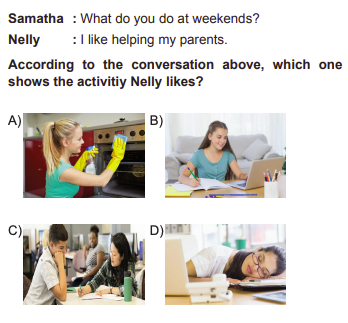 Samatha : What do you do at weekends?
Nelly : I like helping my parents.
According to the conversation above, which one
shows the activitiy Nelly likes?
A) B)
C) D)